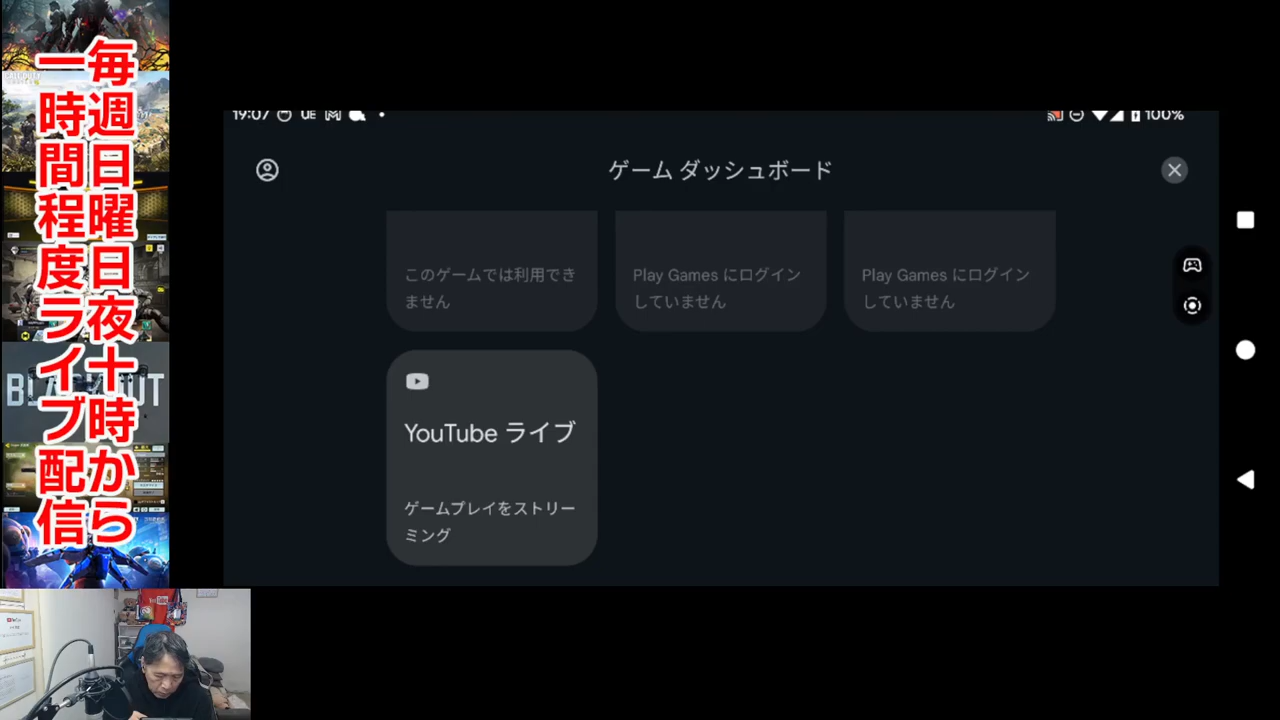 毎週日曜日夜十時から
一時間程度ライブ配信
19:07
100%
ゲーム ダッシュボード
このゲームでは利用でき
ません
Play Games にログイン
していません
Play Games にログイン
していません
YouTube ライブ
ゲームプレイをストリー
ミング